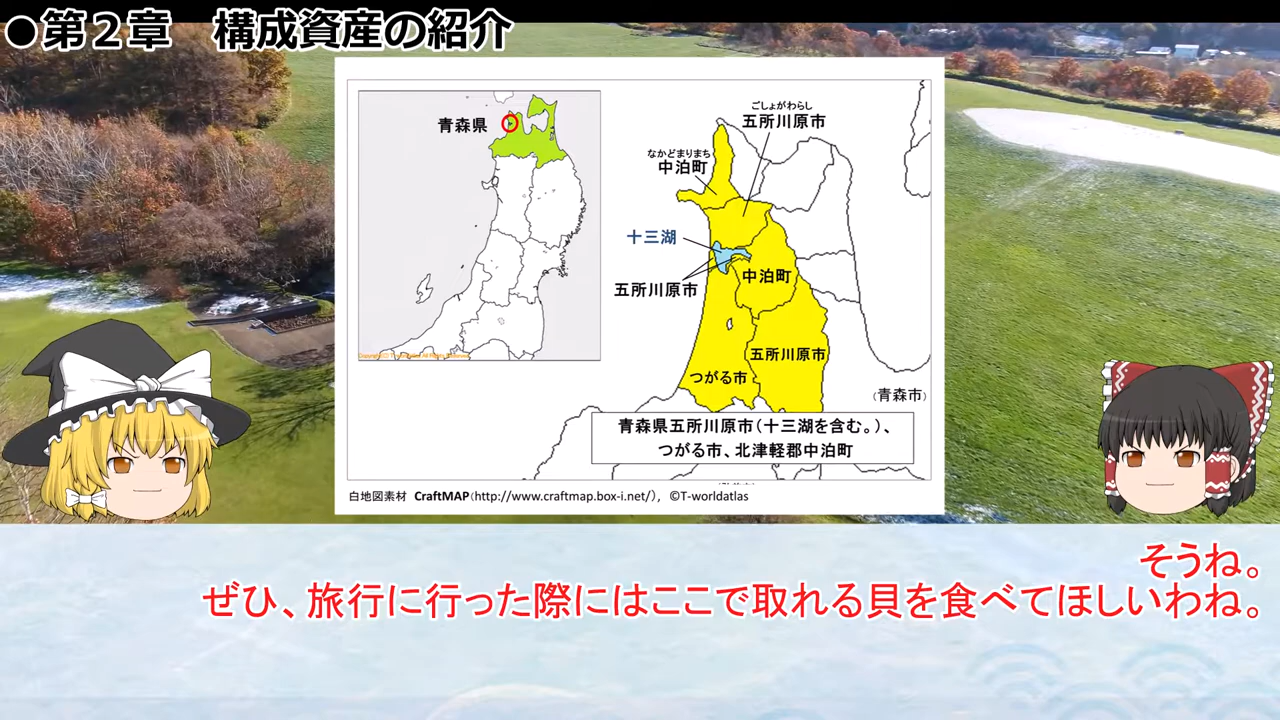 ●第２章　構成資産の紹介
青森県
ごしょがわらし
五所川原市
なかどまりまち
中泊町
十三湖
五所川原市
中泊町
五所川原市
つがる市
（青森市）
青森県五所川原市（十三湖を含む。）、
つがる市、北津軽郡中泊町
白地図素材 CraftMAP（http://www.craftmap.box-i.net/）, ©T-worldatlas
そうね。
ぜひ、旅行に行った際にはここで取れる貝を食べてほしいわね。